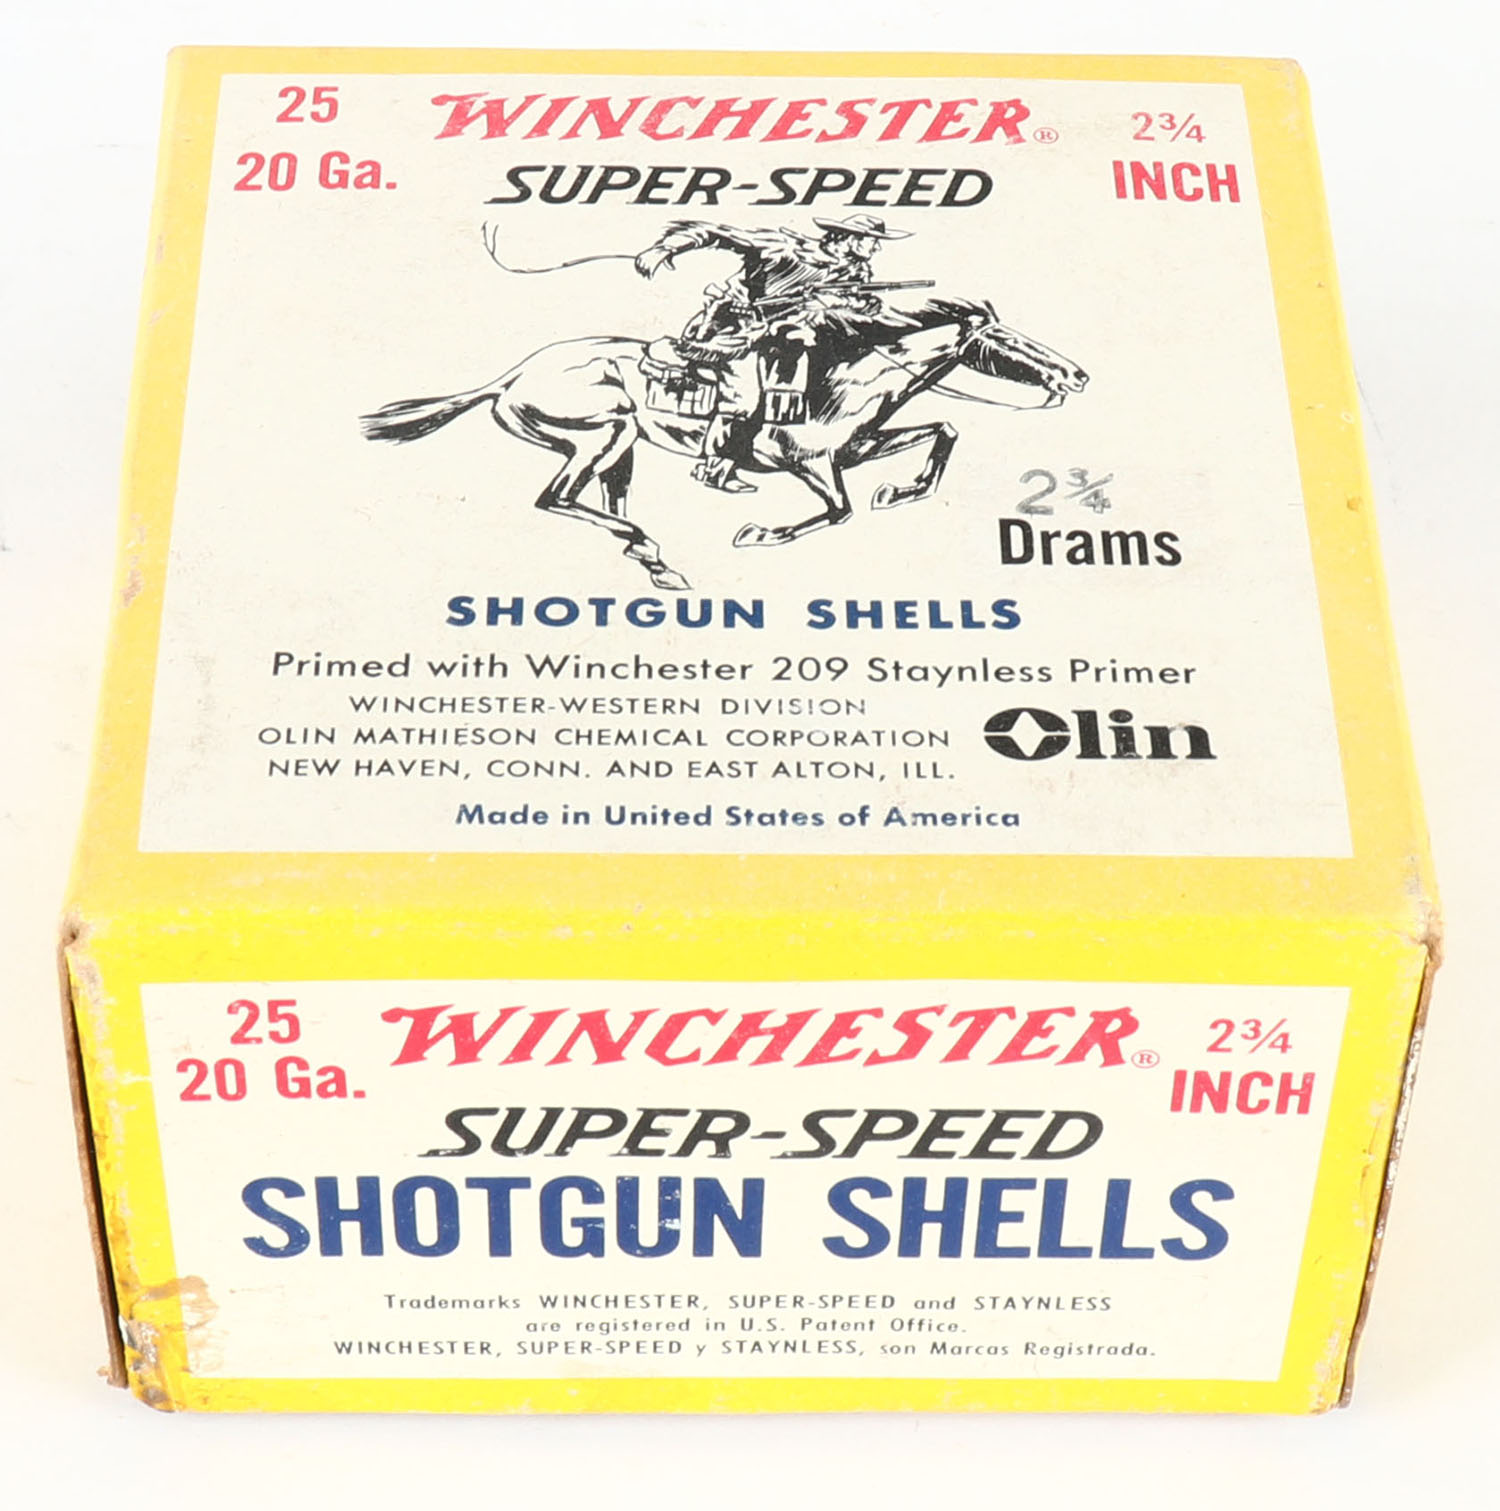 25 WINCHESTER® 2¾
20 Ga. SUPER-SPEED INCH
2¾
Drams
SHOTGUN SHELLS
Primed with Winchester 209 Staynless Primer
WINCHESTER-WESTERN DIVISION
OLIN MATHIESON CHEMICAL CORPORATION
NEW HAVEN, CONN. AND EAST ALTON, ILL.
Olin
Made in United States of America
25 WINCHESTER® 2¾
20 Ga. INCH
SUPER-SPEED
SHOTGUN SHELLS
Trademarks WINCHESTER, SUPER-SPEED and STAYNLESS
are registered in U.S. Patent Office.
WINCHESTER, SUPER-SPEED y STAYNLESS, son Marcas Registrada.